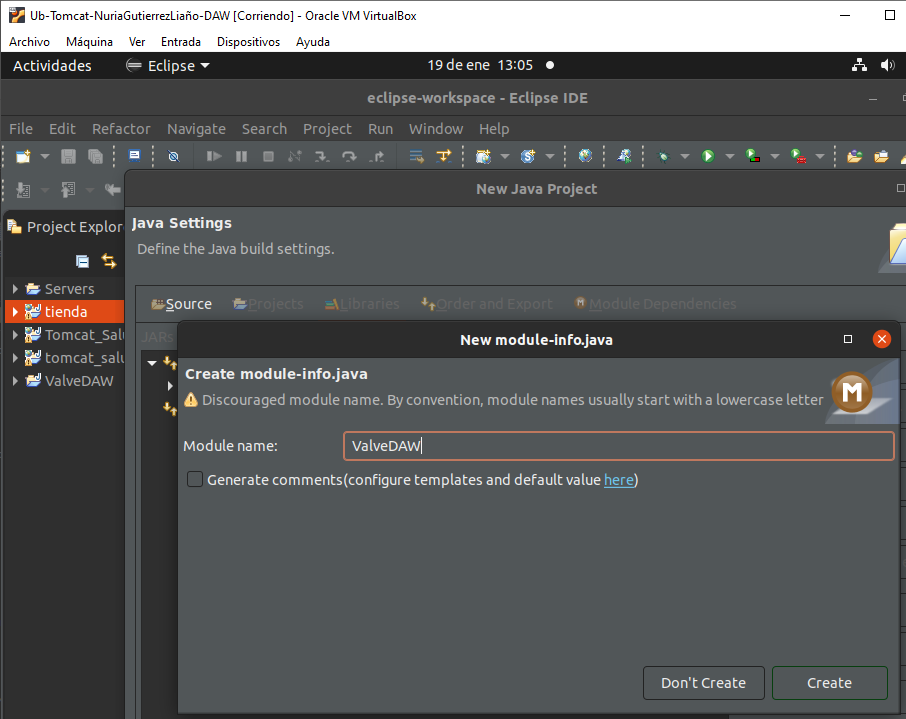 Ub-Tomcat-NuriaGutierrezLiaño-DAW [Corriendo] - Oracle VM VirtualBox
Archivo Máquina Ver Entrada Dispositivos Ayuda
Actividades Eclipse 19 de ene 13:05
eclipse-workspace - Eclipse IDE
File Edit Refactor Navigate Search Project Run Window Help
New Java Project
Project Explor
Java Settings
Define the Java build settings.
Source Projects Libraries Order and Export Module Dependencies
Servers
tienda
Tomcat_Salu
tomcat_salu
ValveDAW
JARs
New module-info.java
Create module-info.java
Discouraged module name. By convention, module names usually start with a lowercase letter
M
Module name: ValveDAW
Generate comments(configure templates and default value here)
Don't Create Create